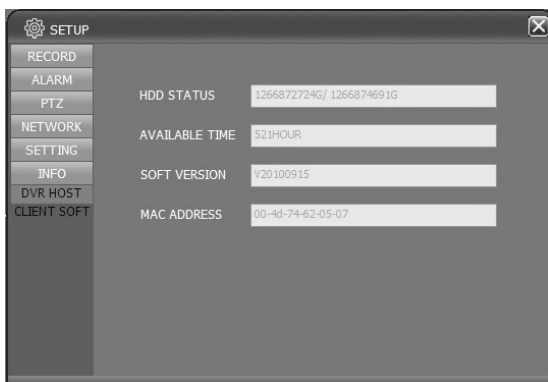 SETUP
RECORD
ALARM
PTZ
NETWORK
SETTING
INFO
DVR HOST
CLIENT SOFT
HDD STATUS 1266872724G/ 1266874691G
AVAILABLE TIME 521HOUR
SOFT VERSION V20100915
MAC ADDRESS 00-4d-74-62-05-07